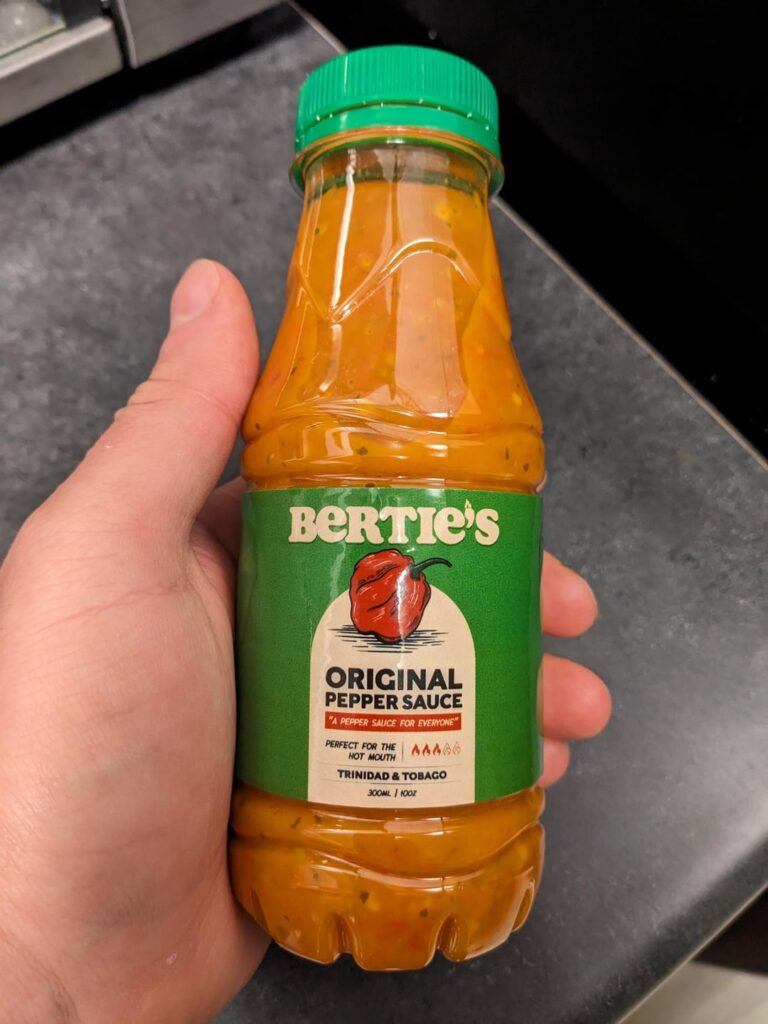 BERTIE'S
ORIGINAL
PEPPER SAUCE
"A PEPPER SAUCE FOR EVERYONE"
PERFECT FOR THE
HOT MOUTH
TRINIDAD & TOBAGO
300ML | 10OZ